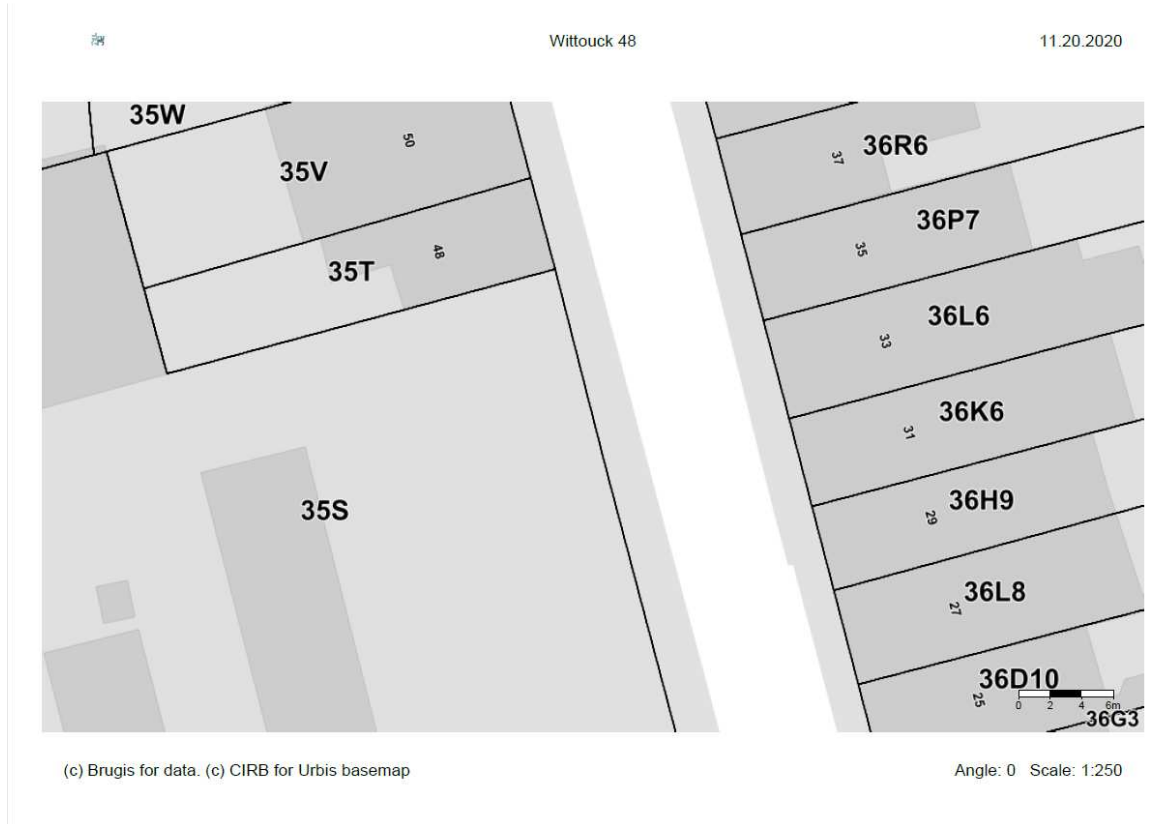 Wittouck 48
11.20.2020
35W
50
35V
37
36R6
36P7
35
48
35T
36L6
33
36K6
31
36H9
29
35S
36L8
27
36D10
25
0 2 4 6m
36G3
(c) Brugis for data. (c) CIRB for Urbis basemap
Angle: 0 Scale: 1:250